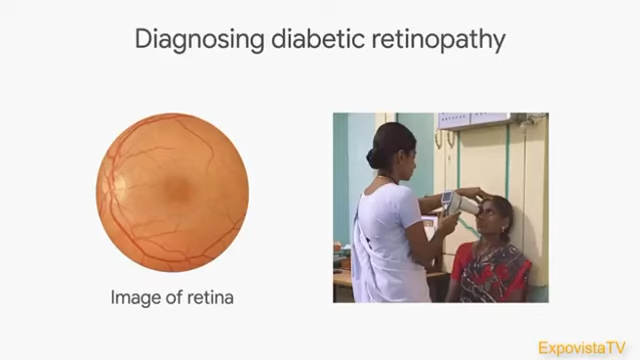 Diagnosing diabetic retinopathy
Image of retina
ExpovistaTV